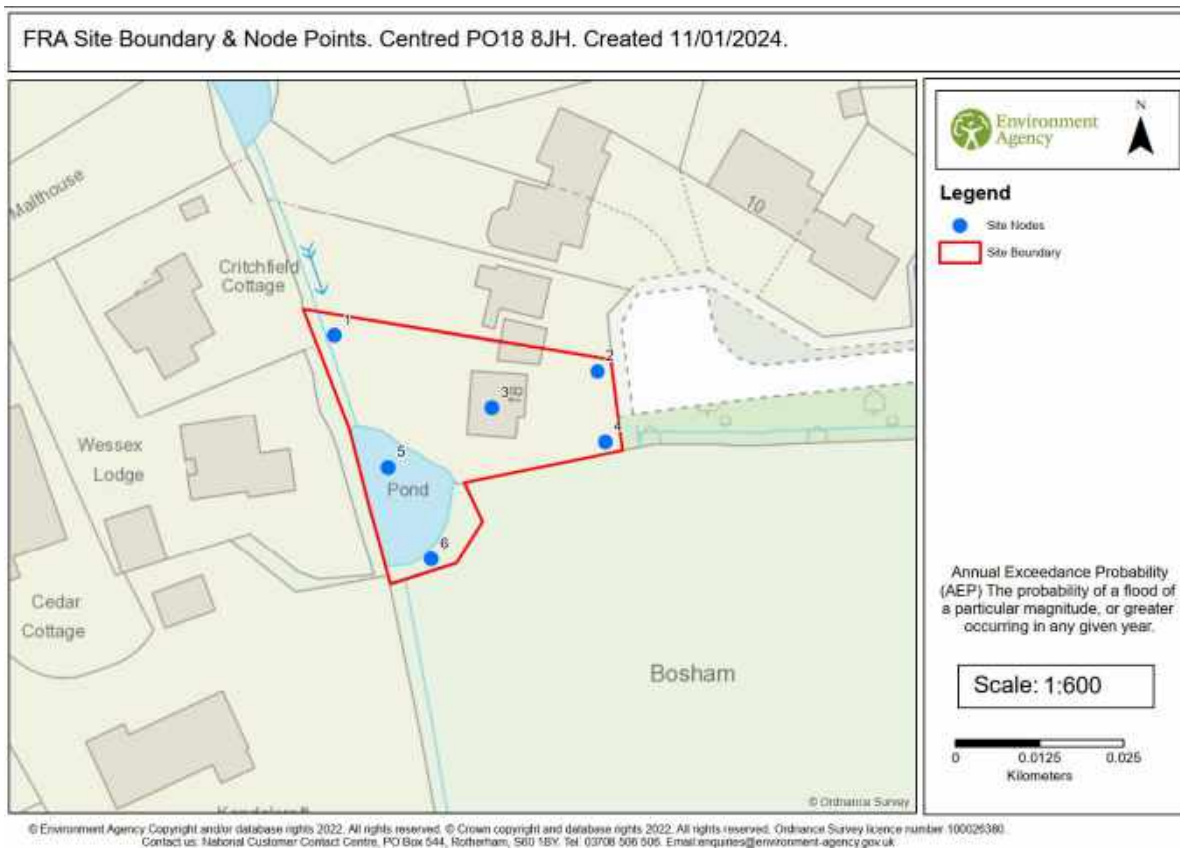 FRA Site Boundary & Node Points. Centred PO18 8JH. Created 11/01/2024.
Malthouse
Critchfield
Cottage
10
1
2
3
4
Wessex
Lodge
5
Pond
6
Cedar
Cottage
Bosham
© Ordnance Survey
Environment
Agency
N
Legend
Site Nodes
Site Boundary
Annual Exceedance Probability
(AEP) The probability of a flood of
a particular magnitude, or greater
occurring in any given year.
Scale: 1:600
0 0.0125 0.025
Kilometers
© Environment Agency Copyright and/or database rights 2022. All rights reserved. © Crown copyright and database rights 2022. All rights reserved. Ordnance Survey licence number 100026380.
Contact us: National Customer Contact Centre, PO Box 544, Rotherham, S60 1BY. Tel: 03708 506 506. Email:enquiries@environment-agency.gov.uk